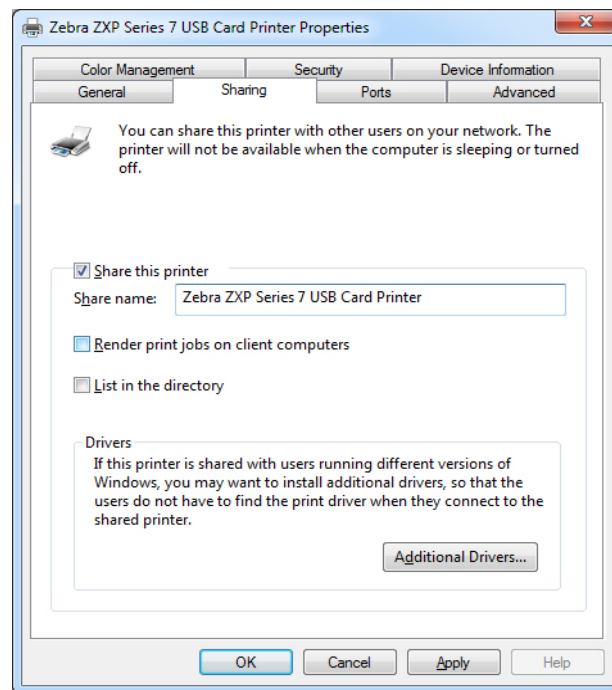 Zebra ZXP Series 7 USB Card Printer Properties
Color Management Security Device Information
General Sharing Ports Advanced
You can share this printer with other users on your network. The
printer will not be available when the computer is sleeping or turned
off.
Share this printer
Share name: Zebra ZXP Series 7 USB Card Printer
Render print jobs on client computers
List in the directory
Drivers
If this printer is shared with users running different versions of
Windows, you may want to install additional drivers, so that the
users do not have to find the print driver when they connect to the
shared printer.
Additional Drivers...
OK Cancel Apply Help